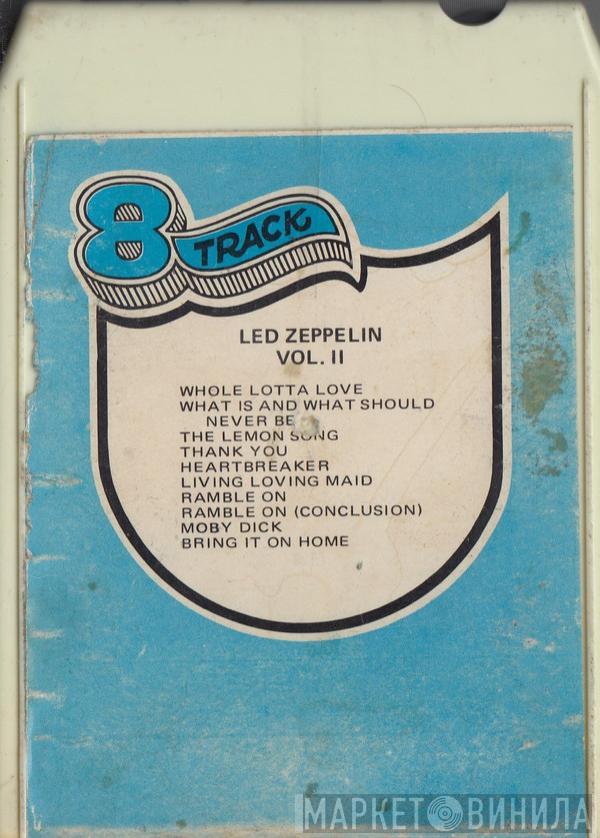 8 TRACK
LED ZEPPELIN
VOL. II
WHOLE LOTTA LOVE
WHAT IS AND WHAT SHOULD
NEVER BE
THE LEMON SONG
THANK YOU
HEARTBREAKER
LIVING LOVING MAID
RAMBLE ON
RAMBLE ON (CONCLUSION)
MOBY DICK
BRING IT ON HOME
МАРКЕТ ВИНИЛА